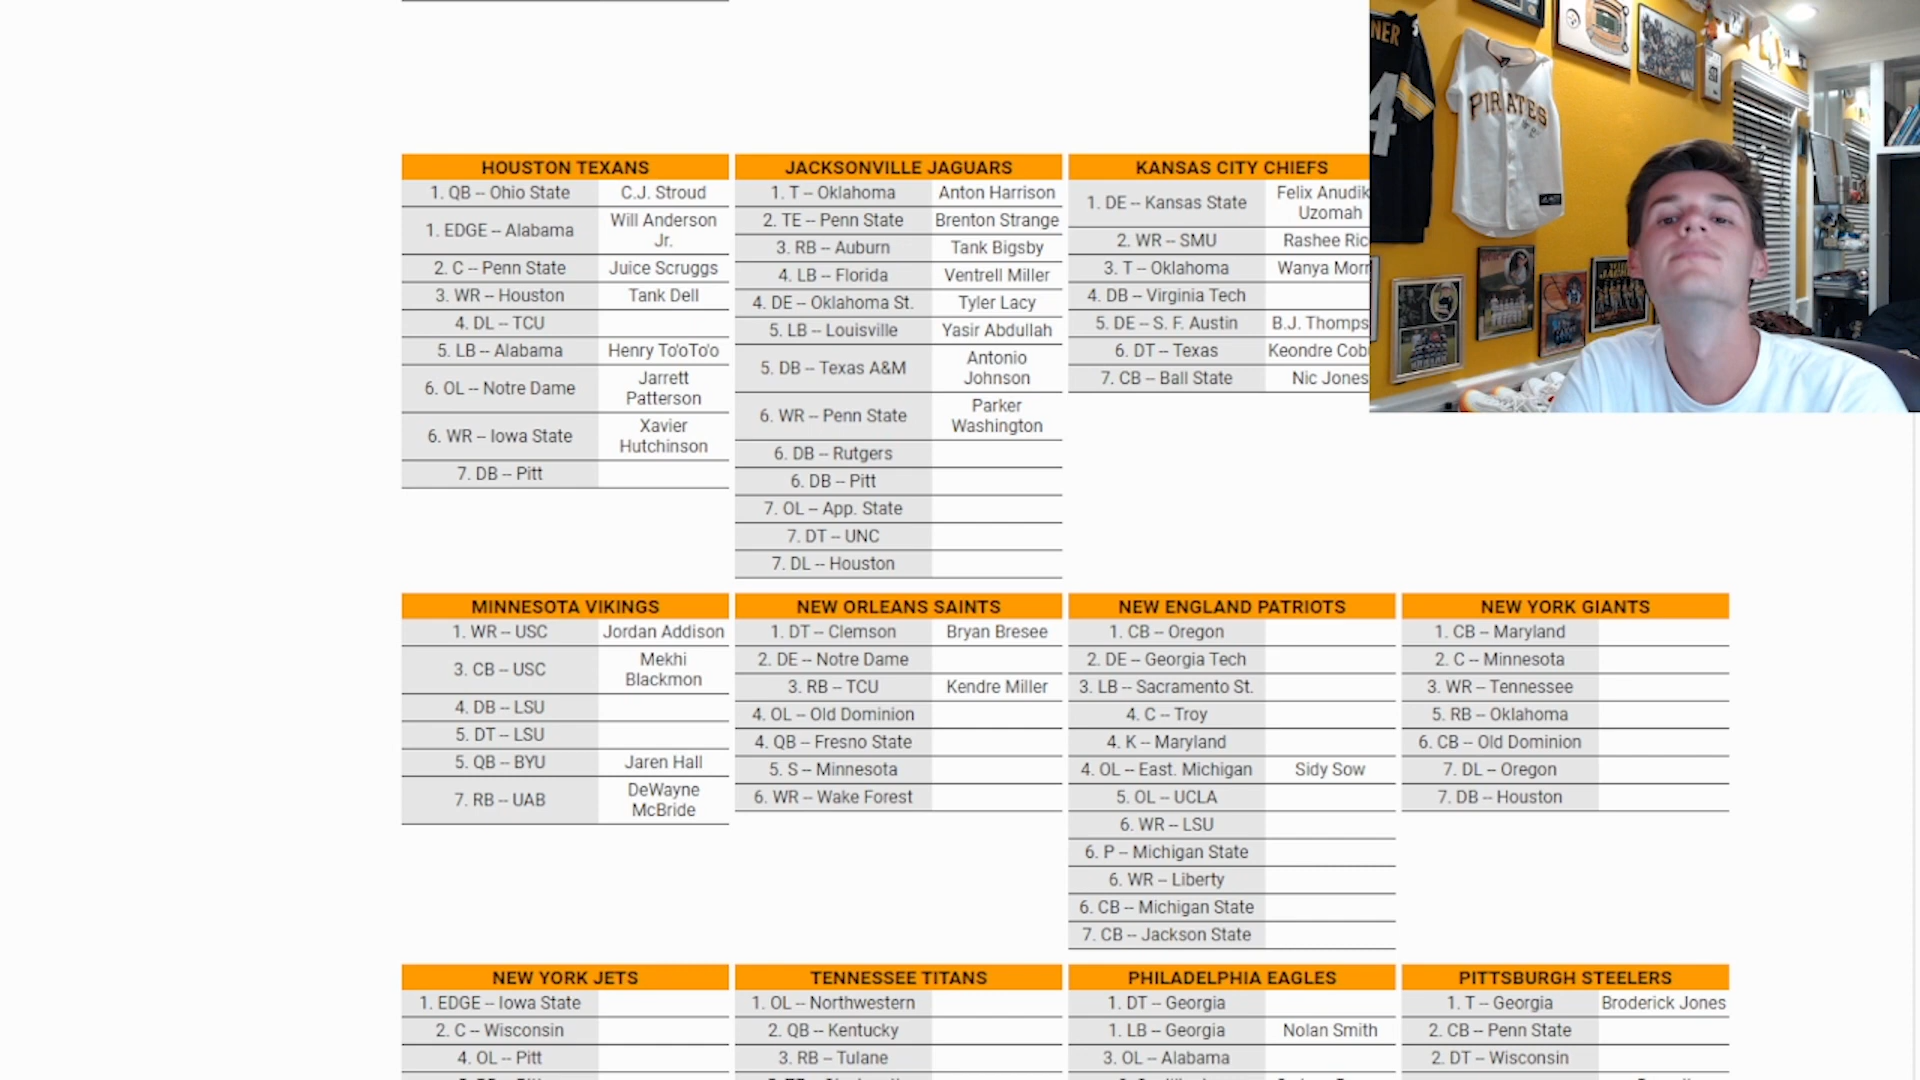 NER
4
PIRATES
HOUSTON TEXANS
1. QB -- Ohio State C.J. Stroud
1. EDGE -- Alabama Will Anderson
Jr.
2. C -- Penn State Juice Scruggs
3. WR -- Houston Tank Dell
4. DL -- TCU
5. LB -- Alabama Henry To'oTo'o
6. OL -- Notre Dame Jarrett
Patterson
6. WR -- Iowa State Xavier
Hutchinson
7. DB -- Pitt
JACKSONVILLE JAGUARS
1. T -- Oklahoma Anton Harrison
2. TE -- Penn State Brenton Strange
3. RB -- Auburn Tank Bigsby
4. LB -- Florida Ventrell Miller
4. DE -- Oklahoma St. Tyler Lacy
5. LB -- Louisville Yasir Abdullah
5. DB -- Texas A&M Antonio
Johnson
6. WR -- Penn State Parker
Washington
6. DB -- Rutgers
6. DB -- Pitt
7. OL -- App. State
7. DT -- UNC
7. DL -- Houston
KANSAS CITY CHIEFS
1. DE -- Kansas State Felix Anudik
Uzomah
2. WR -- SMU Rashee Ric
3. T -- Oklahoma Wanya Morr
4. DB -- Virginia Tech
5. DE -- S. F. Austin B.J. Thomps
6. DT -- Texas Keondre Cob
7. CB -- Ball State Nic Jones
MINNESOTA VIKINGS
1. WR -- USC Jordan Addison
3. CB -- USC Mekhi
Blackmon
4. DB -- LSU
5. DT -- LSU
5. QB -- BYU Jaren Hall
7. RB -- UAB DeWayne
McBride
NEW ORLEANS SAINTS
1. DT -- Clemson Bryan Bresee
2. DE -- Notre Dame
3. RB -- TCU Kendre Miller
4. OL -- Old Dominion
4. QB -- Fresno State
5. S -- Minnesota
6. WR -- Wake Forest
NEW ENGLAND PATRIOTS
1. CB -- Oregon
2. DE -- Georgia Tech
3. LB -- Sacramento St.
4. C -- Troy
4. K -- Maryland
4. OL -- East. Michigan Sidy Sow
5. OL -- UCLA
6. WR -- LSU
6. P -- Michigan State
6. WR -- Liberty
6. CB -- Michigan State
7. CB -- Jackson State
NEW YORK GIANTS
1. CB -- Maryland
2. C -- Minnesota
3. WR -- Tennessee
5. RB -- Oklahoma
6. CB -- Old Dominion
7. DL -- Oregon
7. DB -- Houston
NEW YORK JETS
1. EDGE -- Iowa State
2. C -- Wisconsin
4. OL -- Pitt
TENNESSEE TITANS
1. OL -- Northwestern
2. QB -- Kentucky
3. RB -- Tulane
PHILADELPHIA EAGLES
1. DT -- Georgia
1. LB -- Georgia Nolan Smith
3. OL -- Alabama
PITTSBURGH STEELERS
1. T -- Georgia Broderick Jones
2. CB -- Penn State
2. DT -- Wisconsin